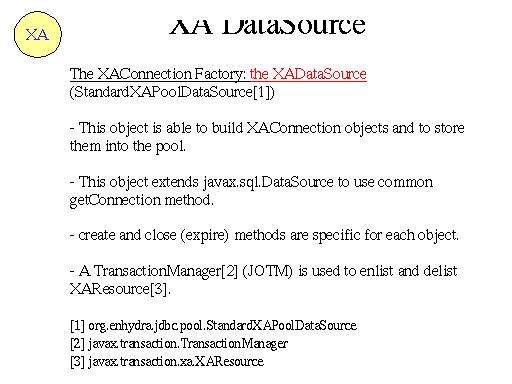 XA
XA DataSource
The XAConnection Factory: the XADataSource
(StandardXAPoolDataSource[1])
- This object is able to build XAConnection objects and to store
them into the pool.
- This object extends javax.sql.DataSource to use common
getConnection method.
- create and close (expire) methods are specific for each object.
- A TransactionManager[2] (JOTM) is used to enlist and delist
XAResource[3].
[1] org.enhydra.jdbc.pool.StandardXAPoolDataSource
[2] javax.transaction.TransactionManager
[3] javax.transaction.xa.XAResource